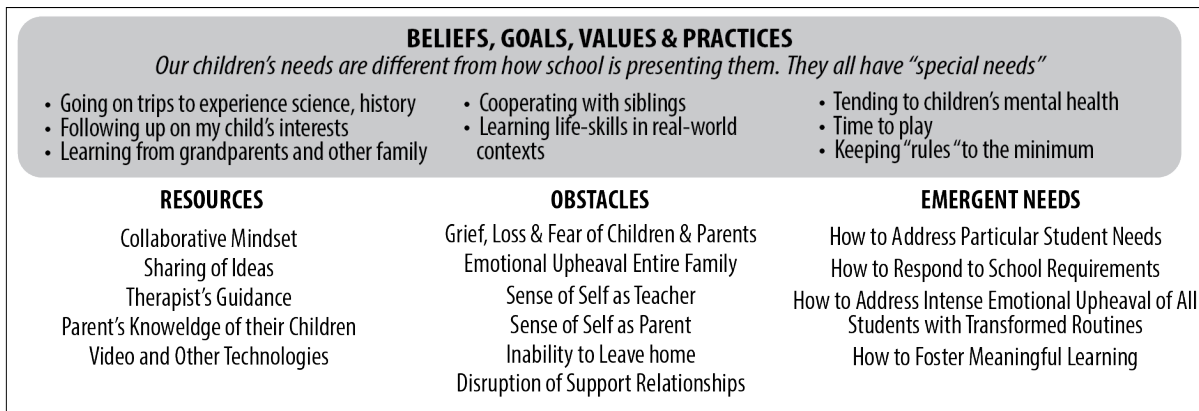 BELIEFS, GOALS, VALUES & PRACTICES
Our children’s needs are different from how school is presenting them. They all have “special needs”
• Going on trips to experience science, history
• Following up on my child’s interests
• Learning from grandparents and other family
• Cooperating with siblings
• Learning life-skills in real-world
contexts
• Tending to children’s mental health
• Time to play
• Keeping “rules “to the minimum
RESOURCES
Collaborative Mindset
Sharing of Ideas
Therapist’s Guidance
Parent’s Knoweldge of their Children
Video and Other Technologies
OBSTACLES
Grief, Loss & Fear of Children & Parents
Emotional Upheaval Entire Family
Sense of Self as Teacher
Sense of Self as Parent
Inability to Leave home
Disruption of Support Relationships
EMERGENT NEEDS
How to Address Particular Student Needs
How to Respond to School Requirements
How to Address Intense Emotional Upheaval of All
Students with Transformed Routines
How to Foster Meaningful Learning